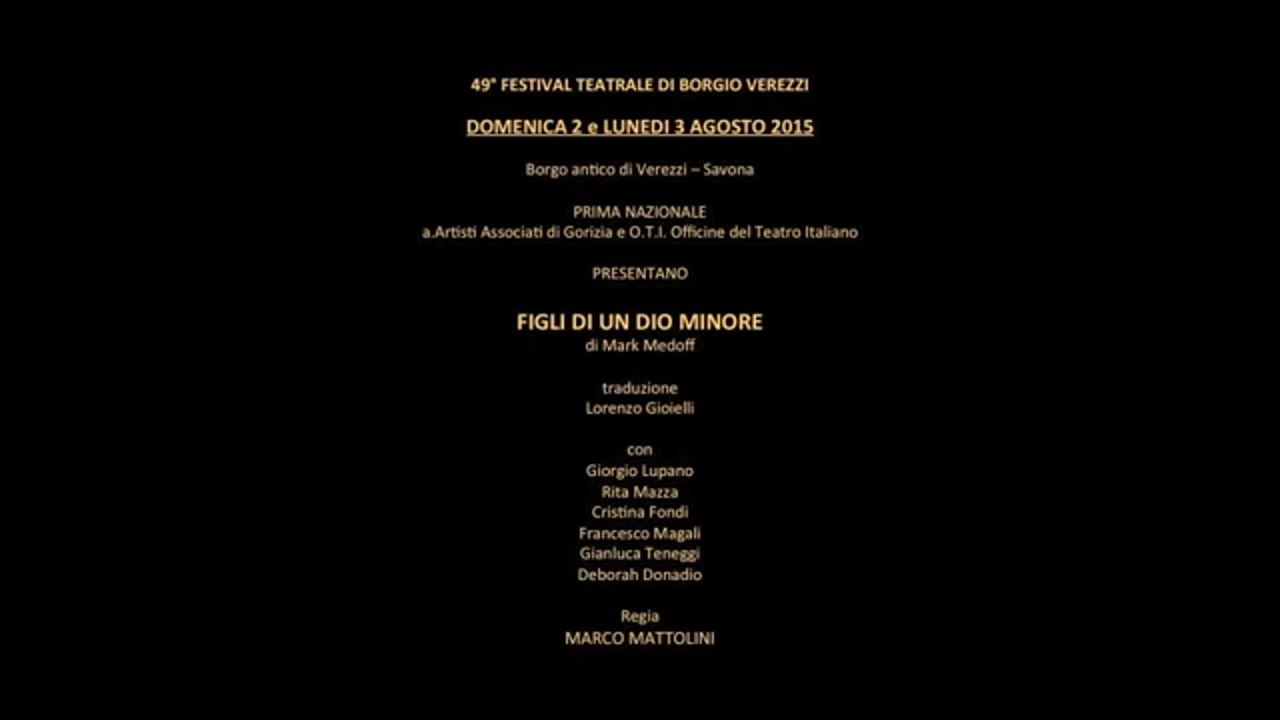 49° FESTIVAL TEATRALE DI BORGIO VEREZZI
DOMENICA 2 e LUNEDI 3 AGOSTO 2015
Borgo antico di Verezzi – Savona
PRIMA NAZIONALE
a.Artisti Associati di Gorizia e O.T.I. Officine del Teatro Italiano
PRESENTANO
FIGLI DI UN DIO MINORE
di Mark Medoff
traduzione
Lorenzo Gioielli
con
Giorgio Lupano
Rita Mazza
Cristina Fondi
Francesco Magali
Gianluca Teneggi
Deborah Donadio
Regia
MARCO MATTOLINI